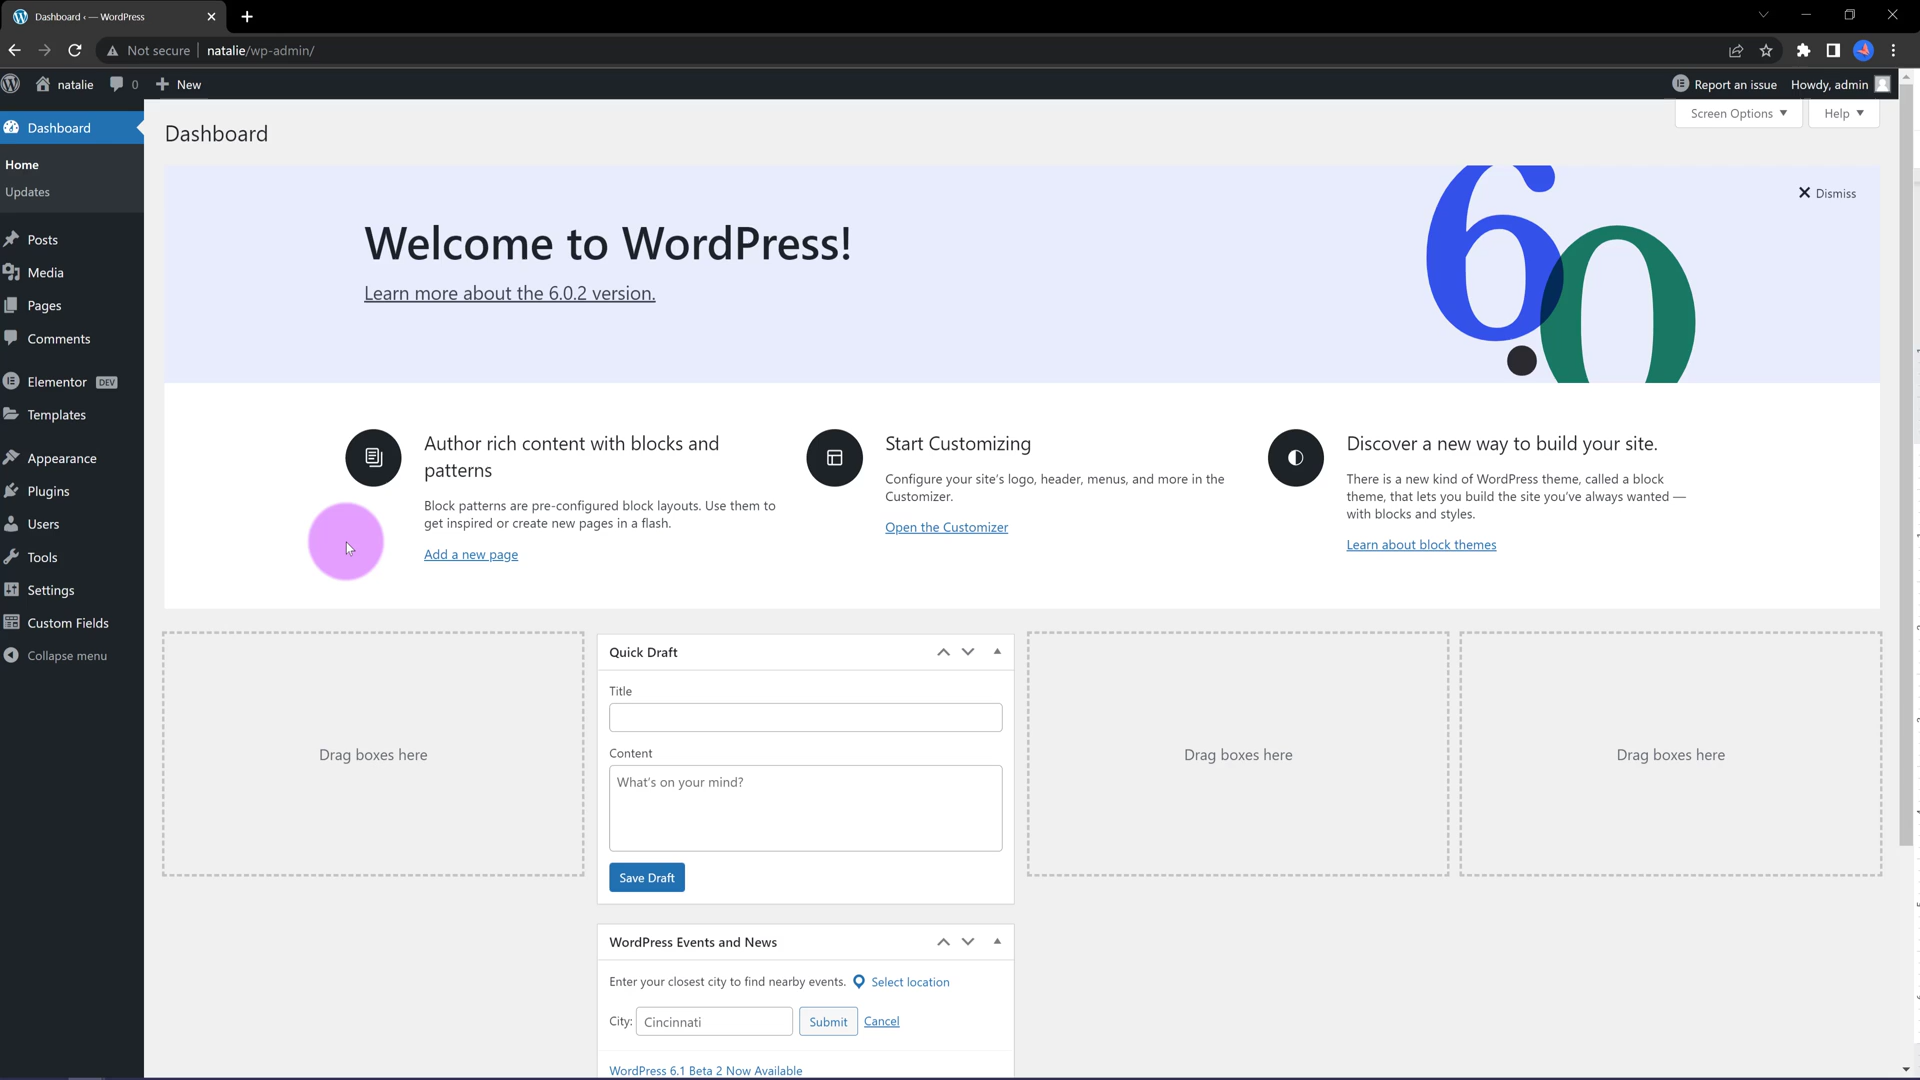 Dashboard ‹ — WordPress
Not secure
natalie/wp-admin/
natalie
0
New
Report an issue
Howdy, admin
Dashboard
Home
Updates
Posts
Media
Pages
Comments
Elementor DEV
Templates
Appearance
Plugins
Users
Tools
Settings
Custom Fields
Collapse menu
Dashboard
Screen Options
Help
Dismiss
Welcome to WordPress!
Learn more about the 6.0.2 version.
6.0
Author rich content with blocks and
patterns
Block patterns are pre-configured block layouts. Use them to
get inspired or create new pages in a flash.
Add a new page
Start Customizing
Configure your site's logo, header, menus, and more in the
Customizer.
Open the Customizer
Discover a new way to build your site.
There is a new kind of WordPress theme, called a block
theme, that lets you build the site you've always wanted —
with blocks and styles.
Learn about block themes
Drag boxes here
Quick Draft
Title
Content
What's on your mind?
Save Draft
Drag boxes here
Drag boxes here
WordPress Events and News
Enter your closest city to find nearby events.
Select location
City:
Cincinnati
Submit
Cancel
WordPress 6.1 Beta 2 Now Available